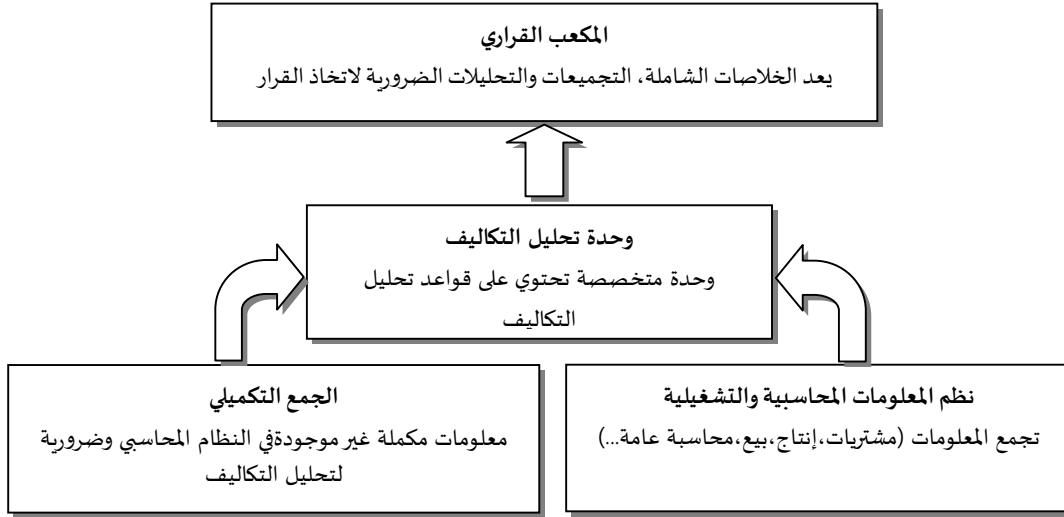 المكعب القراري
يعد الخلاصات الشاملة، التجميعات والتحليلات الضرورية لاتخاذ القرار
وحدة تحليل التكاليف
وحدة متخصصة تحتوي على قواعد تحليل
التكاليف
نظم المعلومات المحاسبية والتشغيلية
تجمع المعلومات (مشتريات،إنتاج،بيع،محاسبة عامة...)
الجمع التكميلي
معلومات مكملة غير موجودةفي النظام المحاسبي وضرورية
لتحليل التكاليف